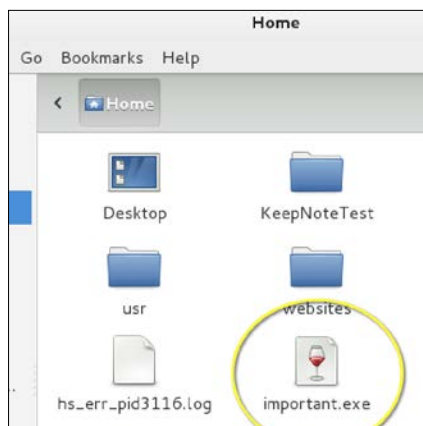 Home
Go Bookmarks Help
Home
Desktop KeepNoteTest
usr websites
hs_err_pid3116.log important.exe